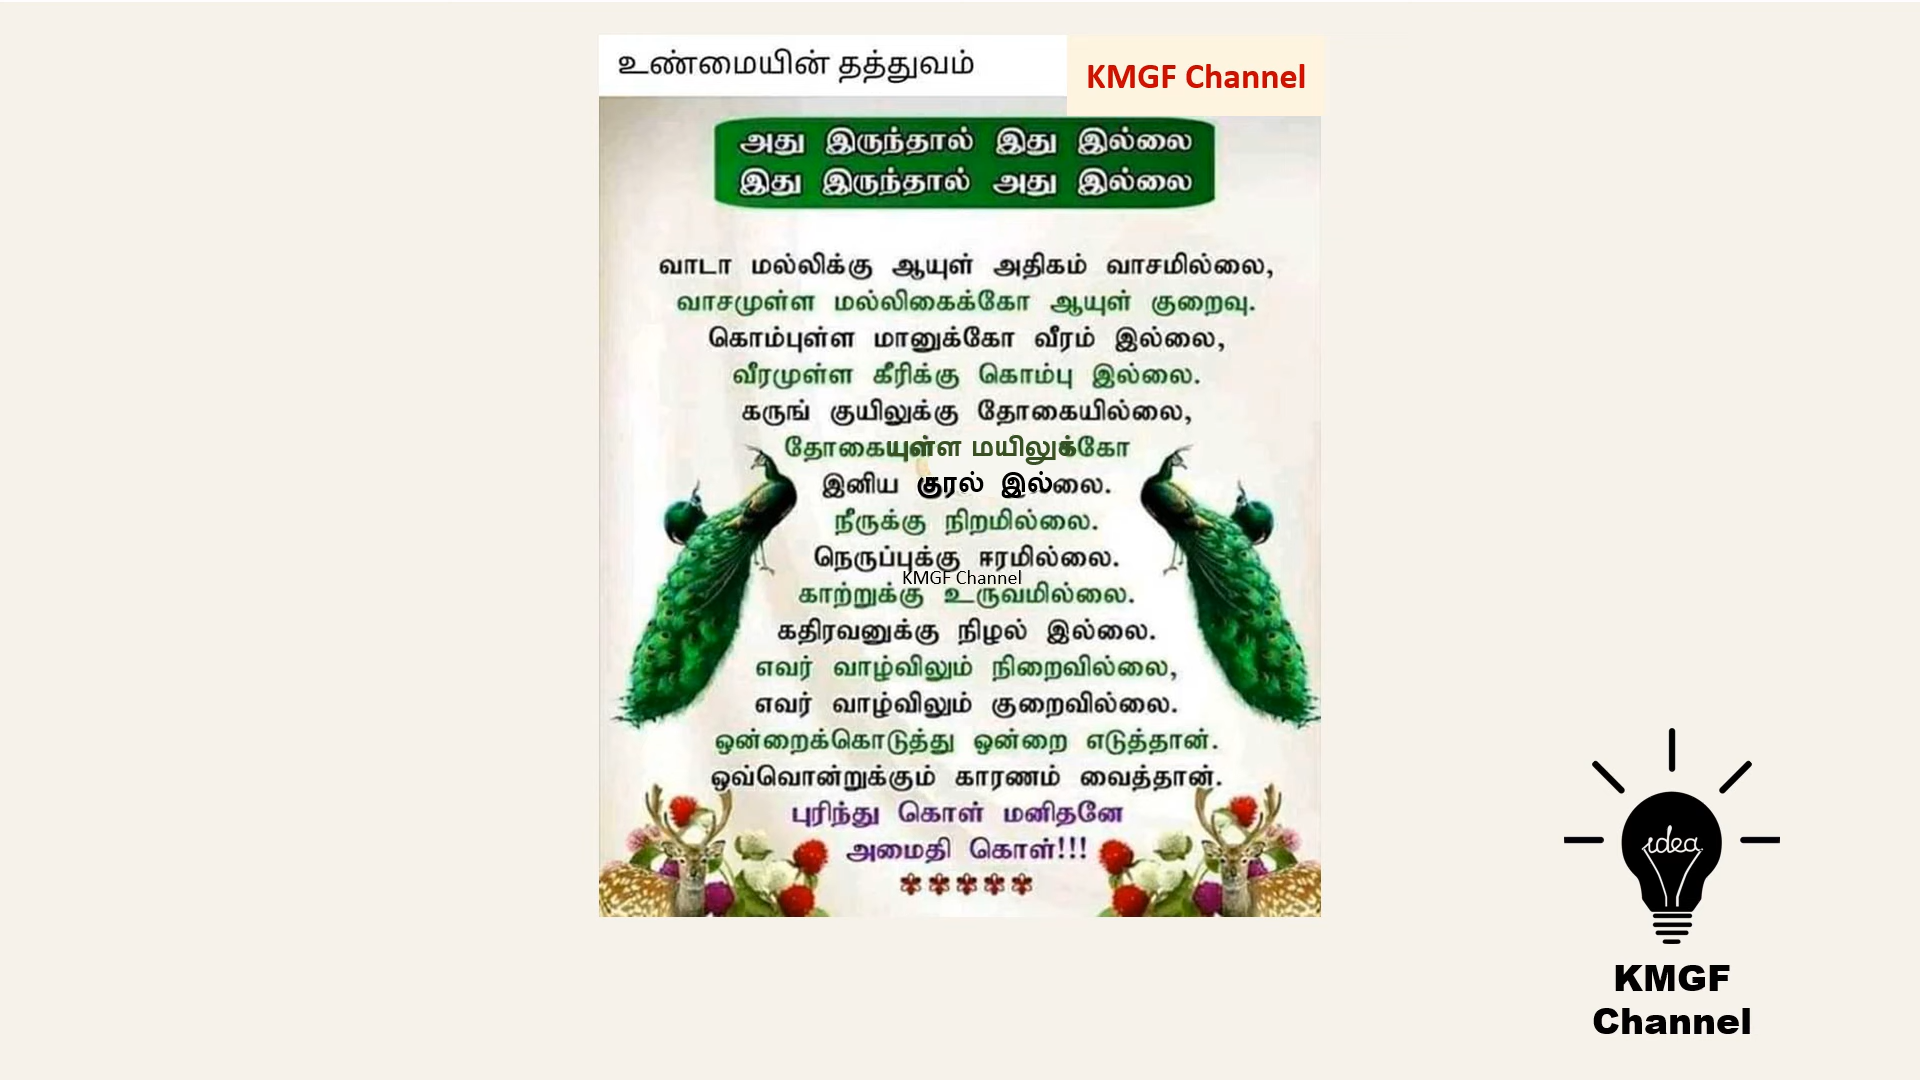 உண்மையின் தத்துவம்
KMGF Channel
அது இருந்தால் இது இல்லை
இது இருந்தால் அது இல்லை
வாடா மல்லிக்கு ஆயுள் அதிகம் வாசமில்லை,
வாசமுள்ள மல்லிகைக்கோ ஆயுள் குறைவு.
கொம்புள்ள மானுக்கோ வீரம் இல்லை,
வீரமுள்ள கீரிக்கு கொம்பு இல்லை.
கருங் குயிலுக்கு தோகையில்லை,
தோகையுள்ள மயிலுக்கோ
இனிய குரல் இல்லை.
நீருக்கு நிறமில்லை.
நெருப்புக்கு ஈரமில்லை.
KMGF Channel
காற்றுக்கு உருவமில்லை.
கதிரவனுக்கு நிழல் இல்லை.
எவர் வாழ்விலும் நிறைவில்லை,
எவர் வாழ்விலும் குறைவில்லை.
ஒன்றைக்கொடுத்து ஒன்றை எடுத்தான்.
ஒவ்வொன்றுக்கும் காரணம் வைத்தான்.
புரிந்து கொள் மனிதனே
அமைதி கொள்!!!
idea
KMGF
Channel